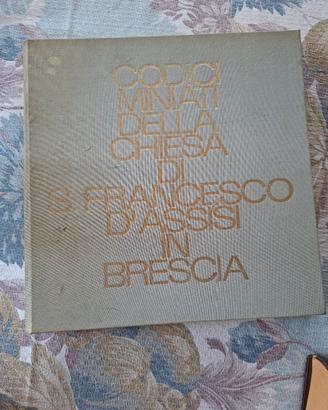 CODICI
MINIATI
DELLA
CHIESA
DI
S. FRANCESCO
D'ASSISI
IN
BRESCIA